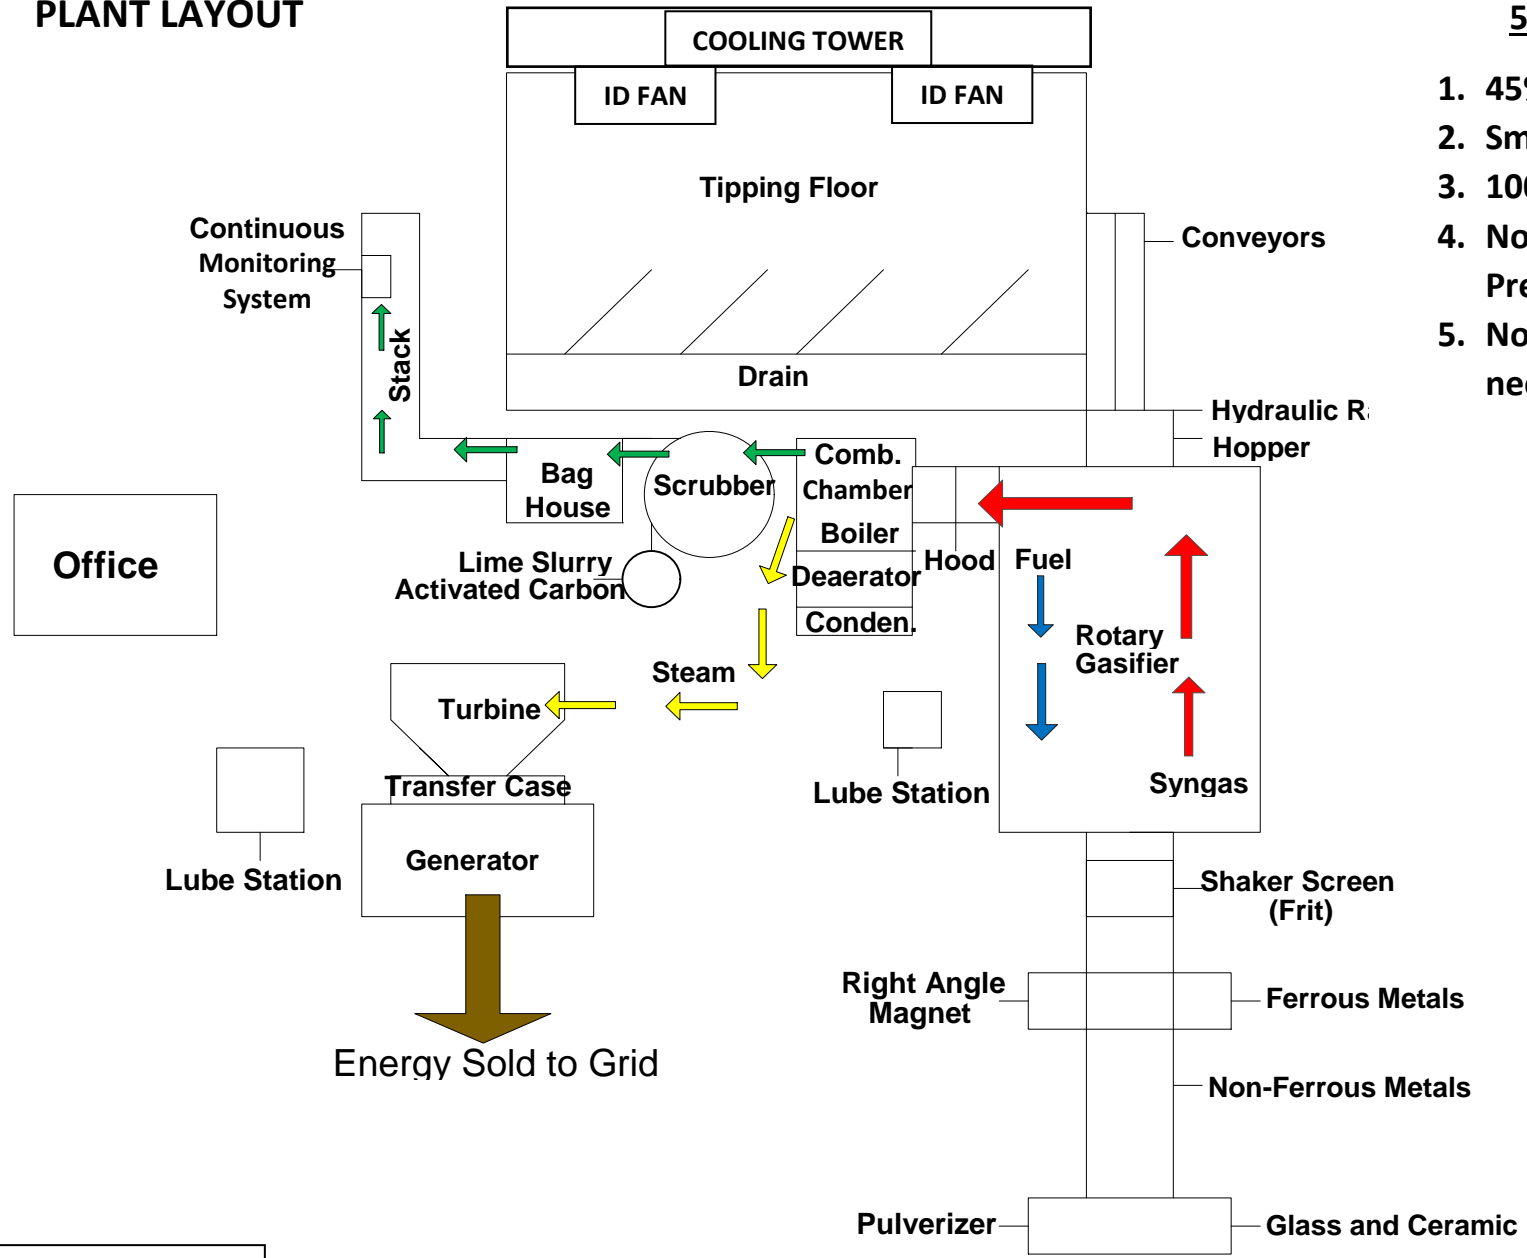 PLANT LAYOUT
COOLING TOWER
ID FAN
ID FAN
Tipping Floor
Continuous
Monitoring
System
Stack
Conveyors
Drain
Hydraulic
Hopper
1.
2.
3.
4. No
5. No
Comb.
Chamber
Boiler
Deaerator
Conden.
Scrubber
Bag
House
Lime Slurry
Activated Carbon
Hood
Fuel
Office
Rotary
Gasifier
Steam
Turbine
Syngas
Transfer Case
Lube Station
Generator
Lube Station
Shaker Screen
(Frit)
Right Angle
Magnet
Ferrous Metals
Energy Sold to Grid
Non-Ferrous Metals
Pulverizer
Glass and Ceramic